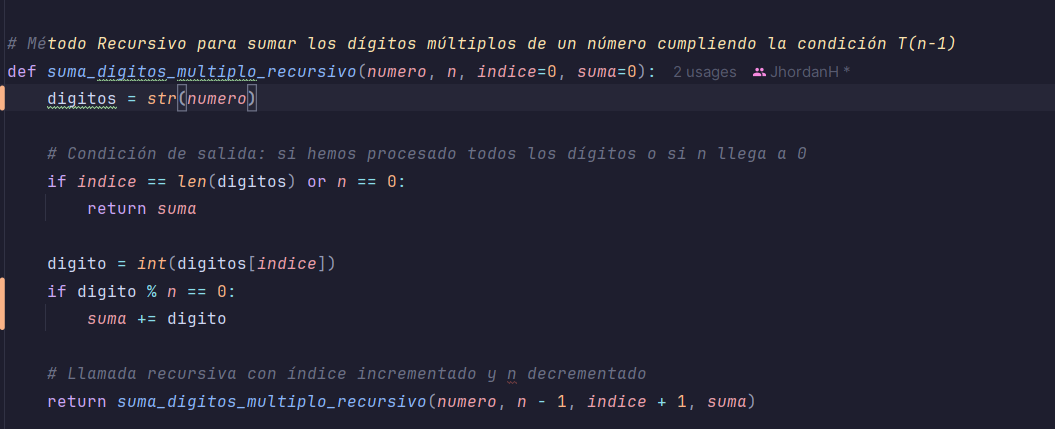 # Método Recursivo para sumar los dígitos múltiplos de un número cumpliendo la condición T(n-1)
def suma_digitos_multiplo_recursivo(numero, n, indice=0, suma=0): 2 usages JhordanH *
digitos = str(numero)
# Condición de salida: si hemos procesado todos los dígitos o si n llega a 0
if indice == len(digitos) or n == 0:
return suma
digito = int(digitos[indice])
if digito % n == 0:
suma += digito
# Llamada recursiva con índice incrementado y n decrementado
return suma_digitos_multiplo_recursivo(numero, n - 1, indice + 1, suma)